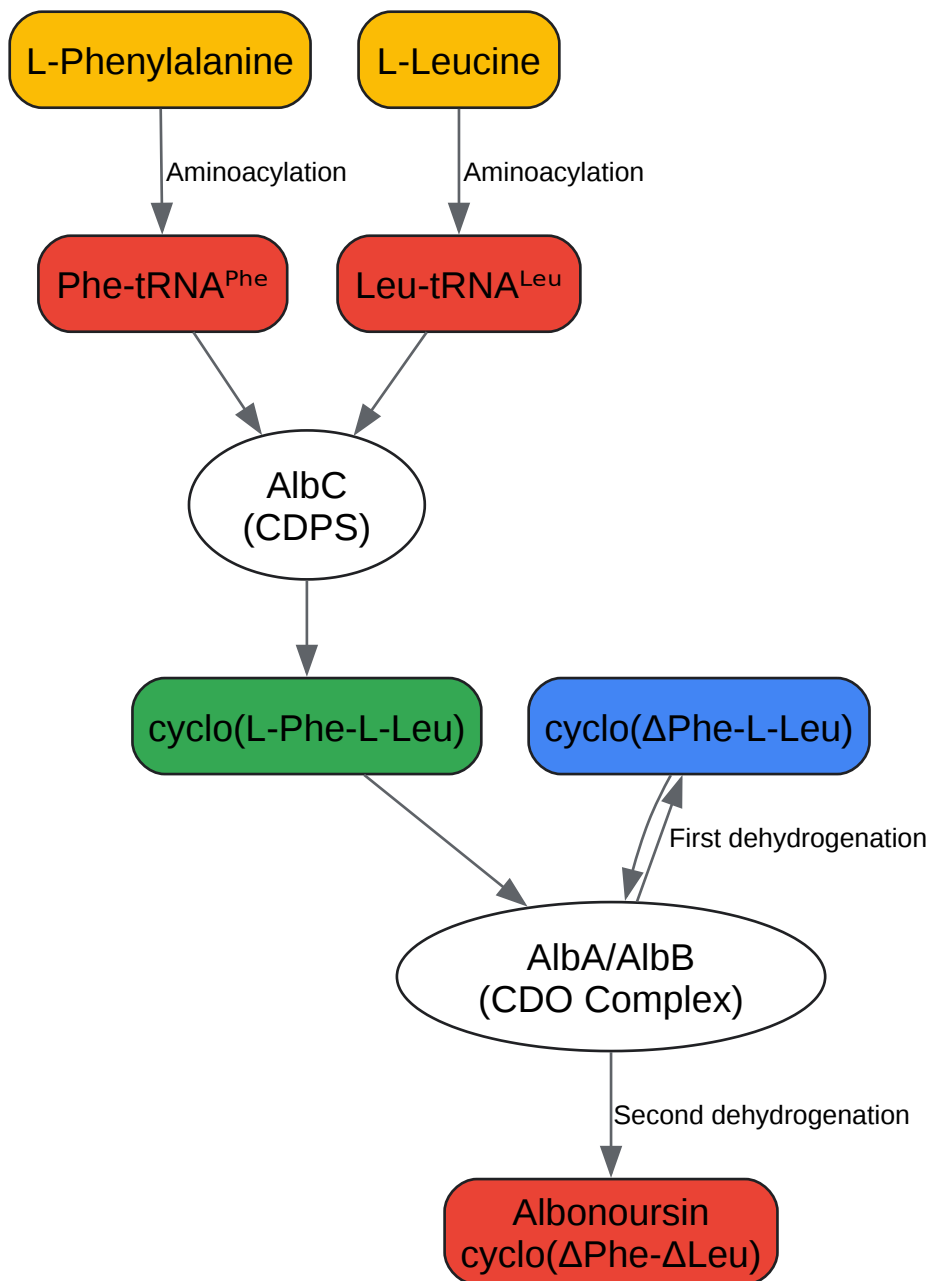 L-Phenylalanine
L-Leucine
Aminoacylation
Aminoacylation
Phe-tRNAᴾʰᵉ
Leu-tRNAᴸᵉᵘ
AlbC
(CDPS)
cyclo(L-Phe-L-Leu)
cyclo(ΔPhe-L-Leu)
First dehydrogenation
AlbA/AlbB
(CDO Complex)
Second dehydrogenation
Albonoursin
cyclo(ΔPhe-ΔLeu)